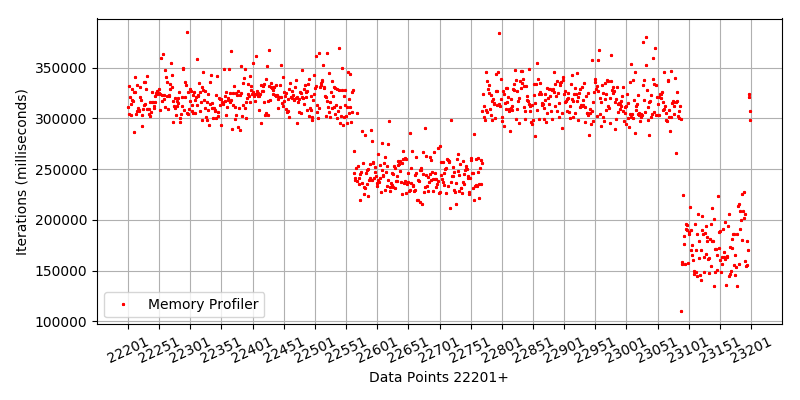 350000
300000
250000
200000
150000
100000
Iterations (milliseconds)
Memory Profiler
22201 22251 22301 22351 22401 22451 22501 22551 22601 22651 22701 22751 22801 22851 22901 22951 23001 23051 23101 23151 23201
Data Points 22201+